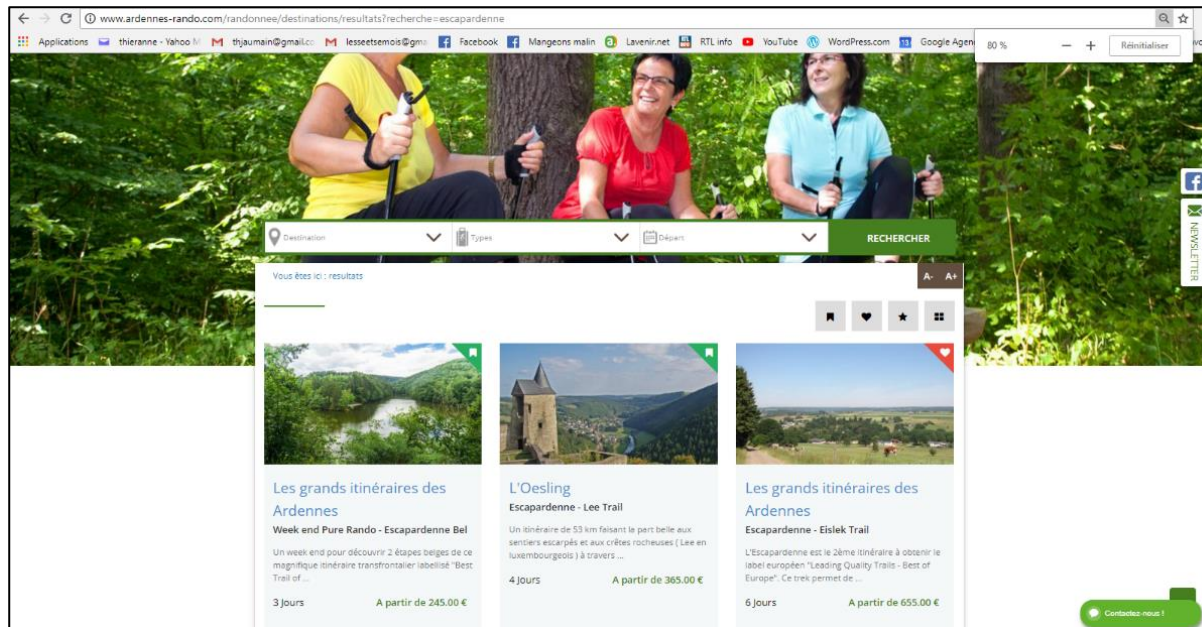 www.ardennes-rando.com/randonnee/destinations/resultats?recherche=escapardenne
Applications thieranne - Yahoo M thjaumain@gmail.co lesseetsemois@gma Facebook Mangeons malin Lavenir.net RTL info YouTube WordPress.com 13 Google Agen
80 % - + Réinitialiser
NEWSLETTER
Destination Types Départ RECHERCHER
Vous êtes ici : resultats A- A+
Les grands itinéraires des
Ardennes
Week end Pure Rando - Escapardenne Bel
Un week end pour découvrir 2 étapes belges de ce
magnifique itinéraire transfrontalier labellisé "Best
Trail of ...
3 Jours A partir de 245.00 €
L'Oesling
Escapardenne - Lee Trail
Un itinéraire de 53 km faisant la part belle aux
sentiers escarpés et aux crêtes rocheuses ( Lee en
luxembourgeois ) à travers ...
4 Jours A partir de 365.00 €
Les grands itinéraires des
Ardennes
Escapardenne - Eislek Trail
L'Escapardenne est le 2ème itinéraire à obtenir le
label européen "Leading Quality Trails - Best of
Europe". Ce trek permet de ...
6 Jours A partir de 655.00 €
Contactez-nous !